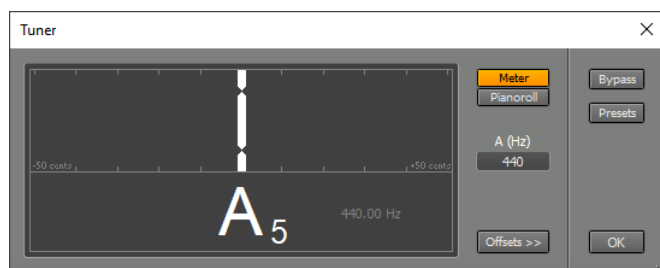 Tuner
Meter
Pianoroll
Bypass
Presets
A (Hz)
440
-50 cents
+50 cents
A5
440.00 Hz
Offsets >>
OK